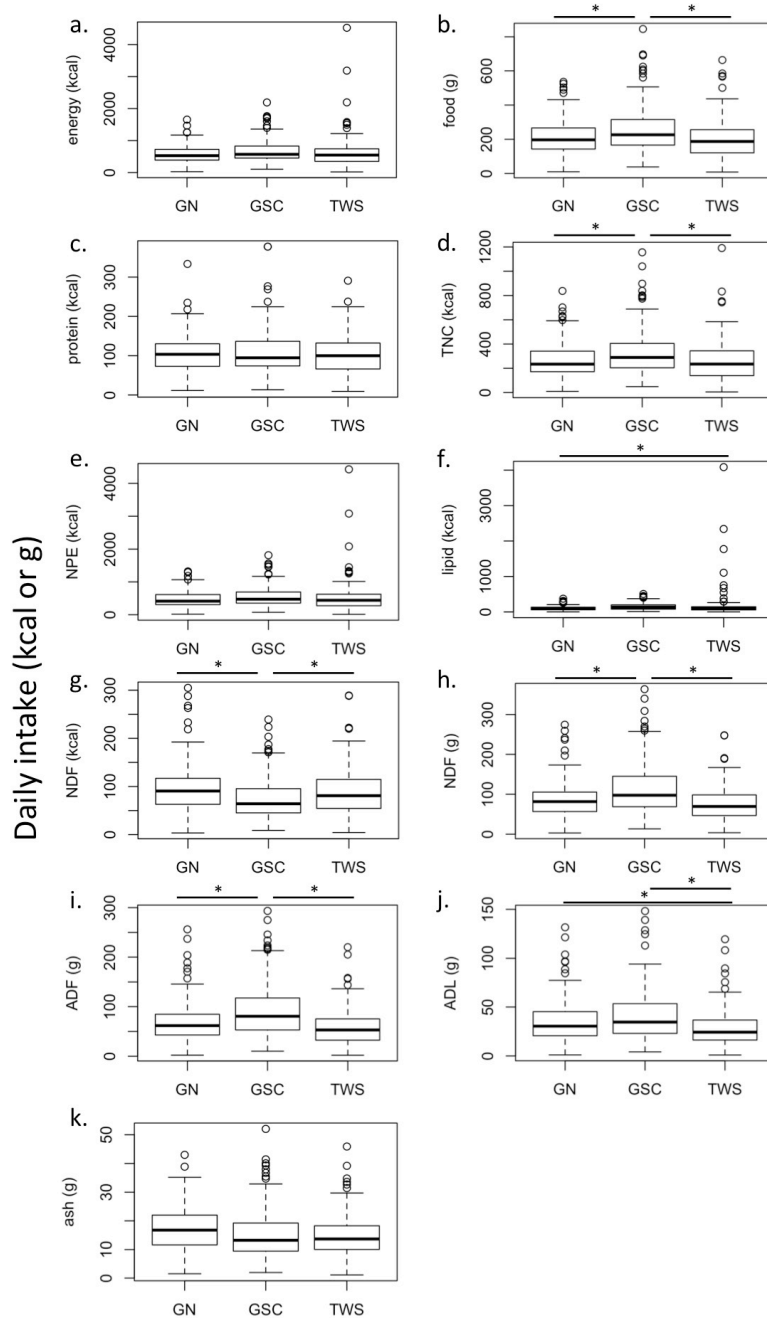 Daily intake (kcal or g)
a.
energy (kcal)
0 2000 4000
GN GSC TWS
b.
* *
food (g)
0 200 600
GN GSC TWS
c.
protein (kcal)
0 100 200 300
GN GSC TWS
d.
* *
TNC (kcal)
0 400 800 1200
GN GSC TWS
e.
NPE (kcal)
0 2000 4000
GN GSC TWS
f.
*
lipid (kcal)
0 1000 3000
GN GSC TWS
g.
* *
NDF (kcal)
0 100 200 300
GN GSC TWS
h.
* *
NDF (g)
0 100 200 300
GN GSC TWS
i.
* *
ADF (g)
0 100 200 300
GN GSC TWS
j.
*
*
ADL (g)
0 50 100 150
GN GSC TWS
k.
ash (g)
0 10 30 50
GN GSC TWS